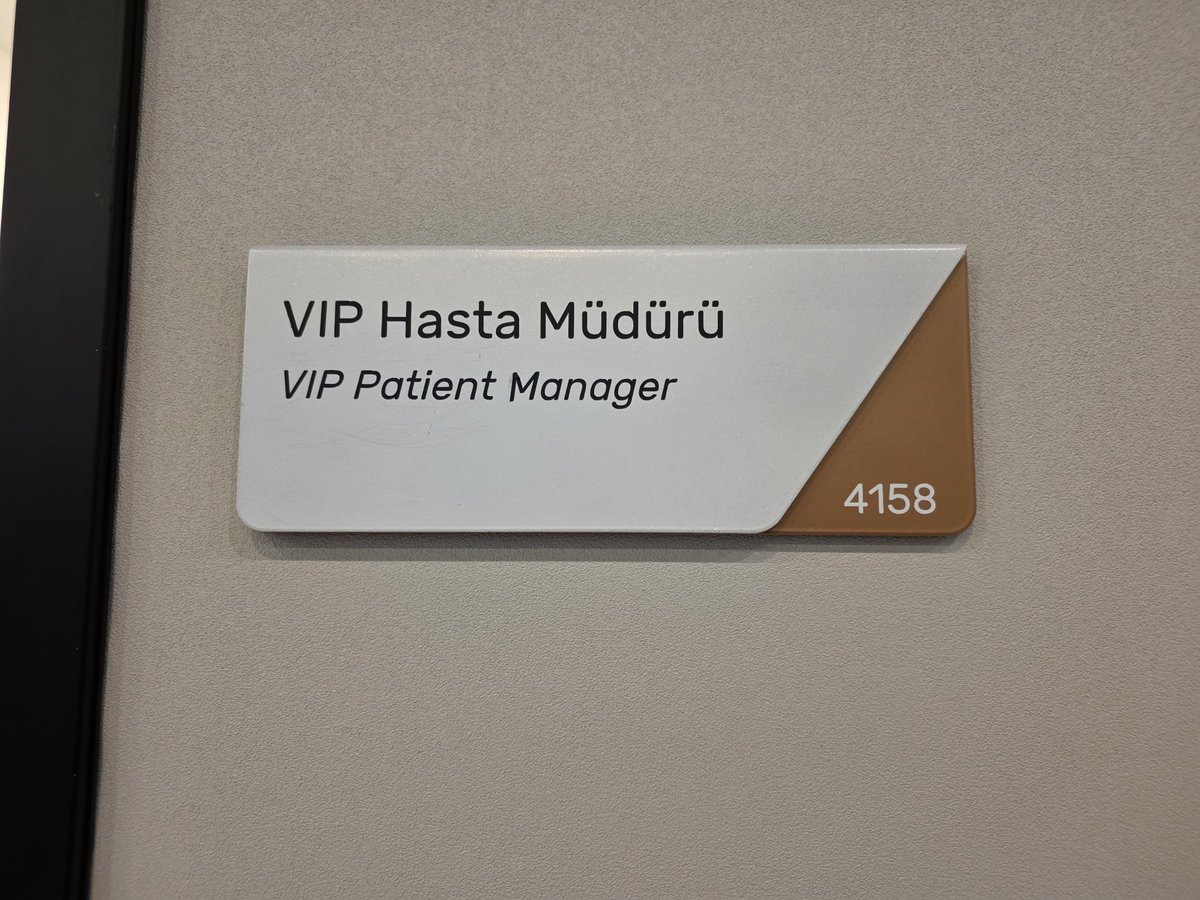 VIP Hasta Müdürü
VIP Patient Manager
4158